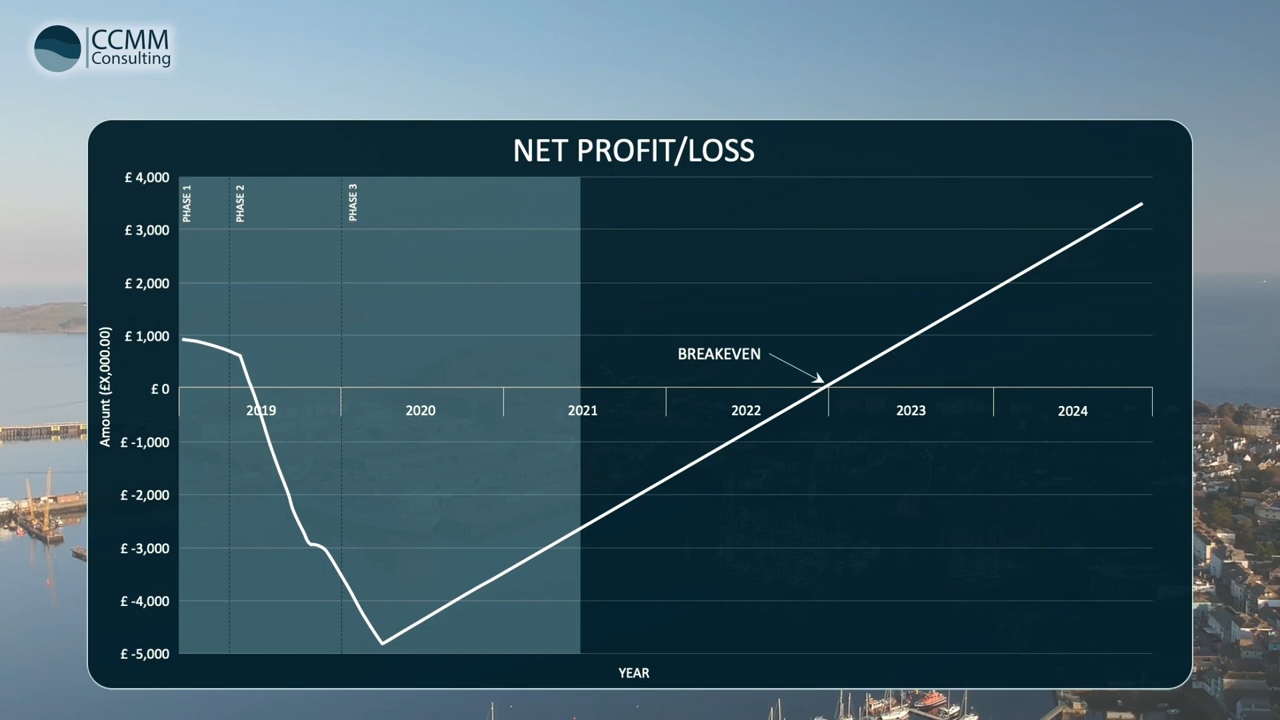 CCMM
Consulting
NET PROFIT/LOSS
£ 4,000
£ 3,000
£ 2,000
£ 1,000
£ 0
£ -1,000
£ -2,000
£ -3,000
£ -4,000
£ -5,000
Amount (£X,000.00)
PHASE 1
PHASE 2
PHASE 3
BREAKEVEN
2019
2020
2021
2022
2023
2024
YEAR